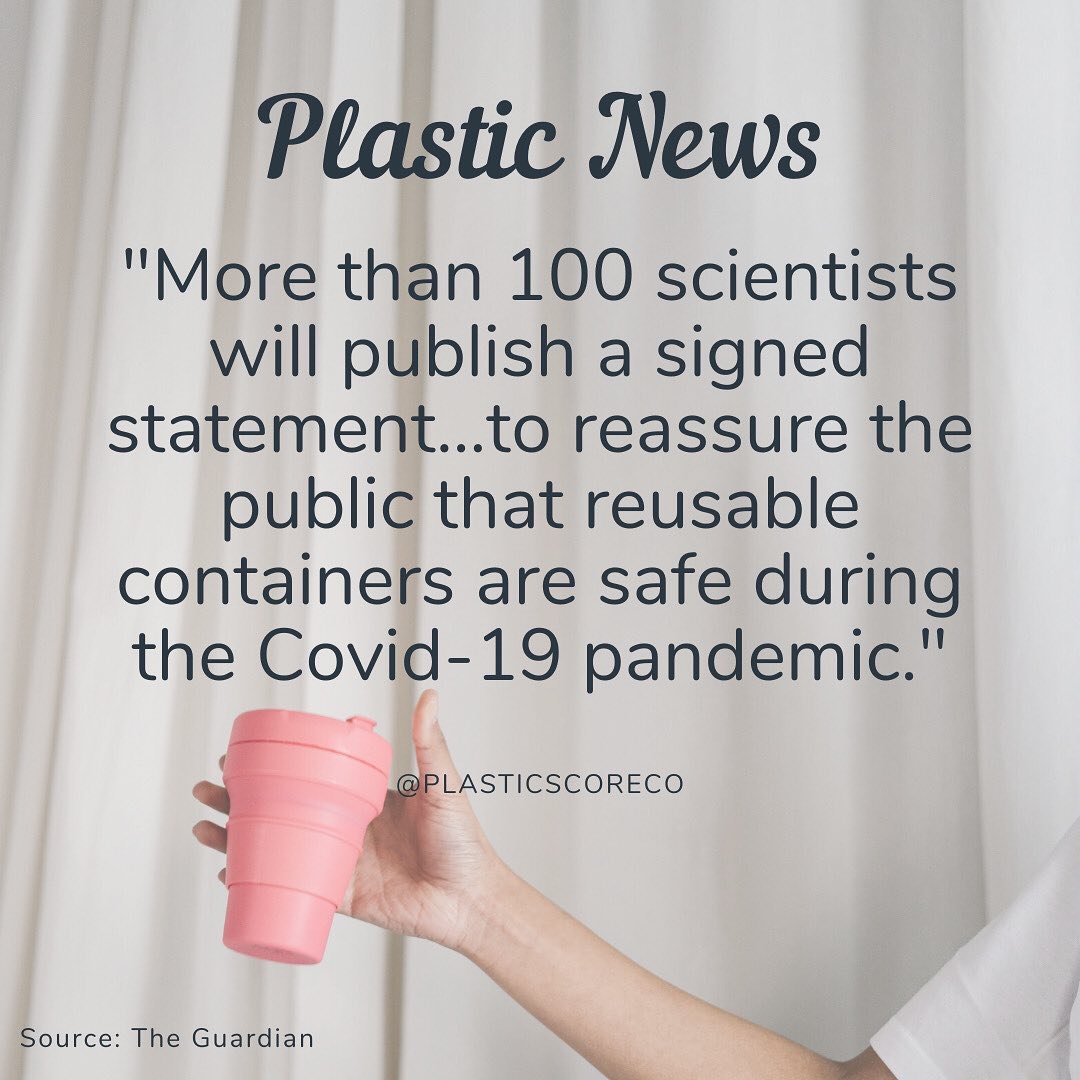 Plastic News
"More than 100 scientists
will publish a signed
statement...to reassure the
public that reusable
containers are safe during
the Covid-19 pandemic."
@PLASTICSCORECO
Source: The Guardian